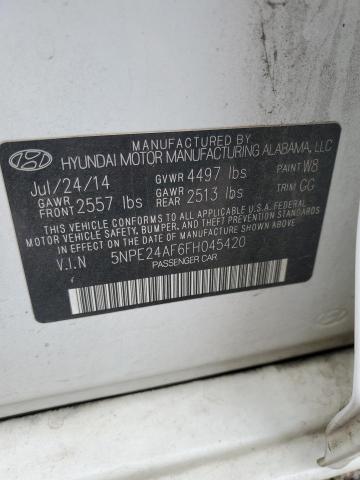 MANUFACTURED BY
HYUNDAI MOTOR MANUFACTURING ALABAMA, LLC
Jul/24/14 GVWR 4497 lbs PAINT W8
GAWR FRONT 2557 lbs GAWR REAR 2513 lbs TRIM GG
THIS VEHICLE CONFORMS TO ALL APPLICABLE U.S.A. FEDERAL
MOTOR VEHICLE SAFETY, BUMPER, AND THEFT PREVENTION
STANDARDS IN EFFECT ON THE DATE OF MANUFACTURE SHOWN ABOVE.
V.I.N 5NPE24AF6FH045420
PASSENGER CAR